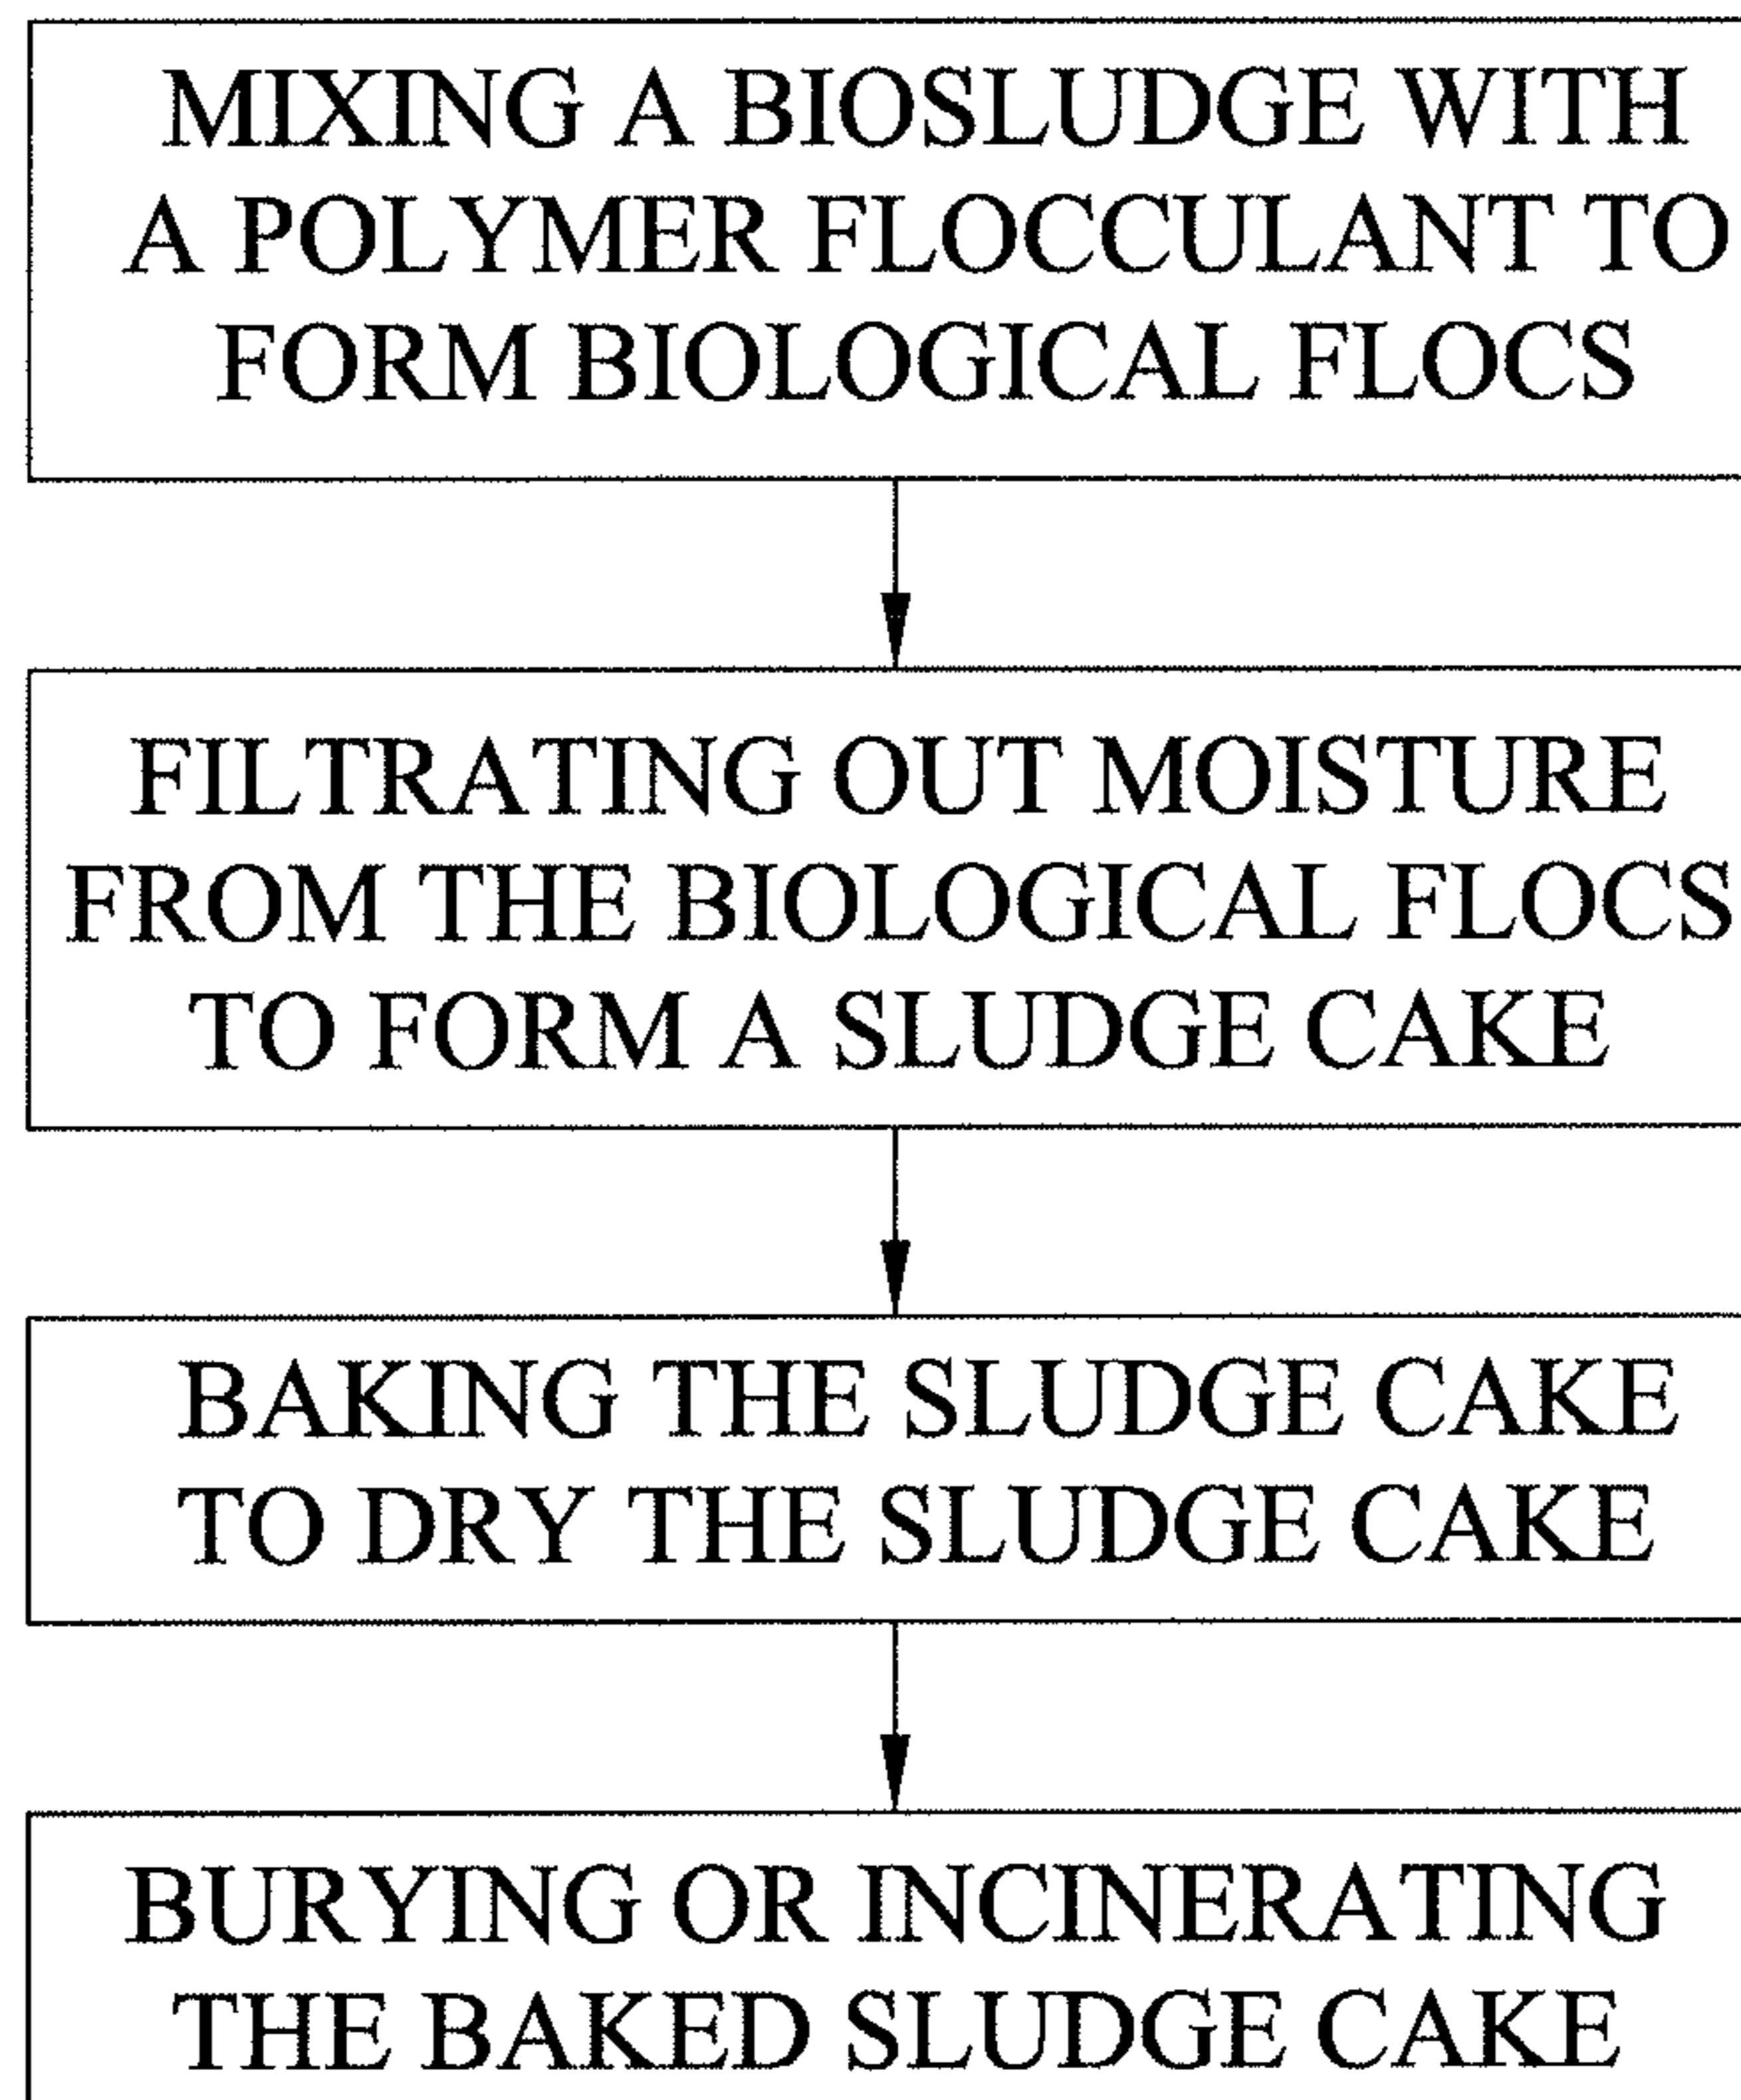 MIXING A BIOSLUDGE WITH
A POLYMER FLOCCULANT TO
FORM BIOLOGICAL FLOCS
FILTRATING OUT MOISTURE
FROM THE BIOLOGICAL FLOCS
TO FORM A SLUDGE CAKE
BAKING THE SLUDGE CAKE
TO DRY THE SLUDGE CAKE
BURYING OR INCINERATING
THE BAKED SLUDGE CAKE